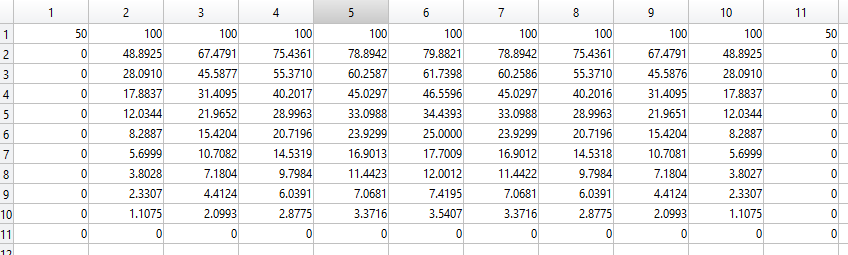 1 2 3 4 5 6 7 8 9 10 11
1 50 100 100 100 100 100 100 100 100 100 50
2 0 48.8925 67.4791 75.4361 78.8942 79.8821 78.8942 75.4361 67.4791 48.8925 0
3 0 28.0910 45.5877 55.3710 60.2587 61.7398 60.2586 55.3710 45.5876 28.0910 0
4 0 17.8837 31.4095 40.2017 45.0297 46.5596 45.0297 40.2016 31.4095 17.8837 0
5 0 12.0344 21.9652 28.9963 33.0988 34.4393 33.0988 28.9963 21.9651 12.0344 0
6 0 8.2887 15.4204 20.7196 23.9299 25.0000 23.9299 20.7196 15.4204 8.2887 0
7 0 5.6999 10.7082 14.5319 16.9013 17.7009 16.9012 14.5318 10.7081 5.6999 0
8 0 3.8028 7.1804 9.7984 11.4423 12.0012 11.4422 9.7984 7.1804 3.8027 0
9 0 2.3307 4.4124 6.0391 7.0681 7.4195 7.0681 6.0391 4.4124 2.3307 0
10 0 1.1075 2.0993 2.8775 3.3716 3.5407 3.3716 2.8775 2.0993 1.1075 0
11 0 0 0 0 0 0 0 0 0 0 0
12